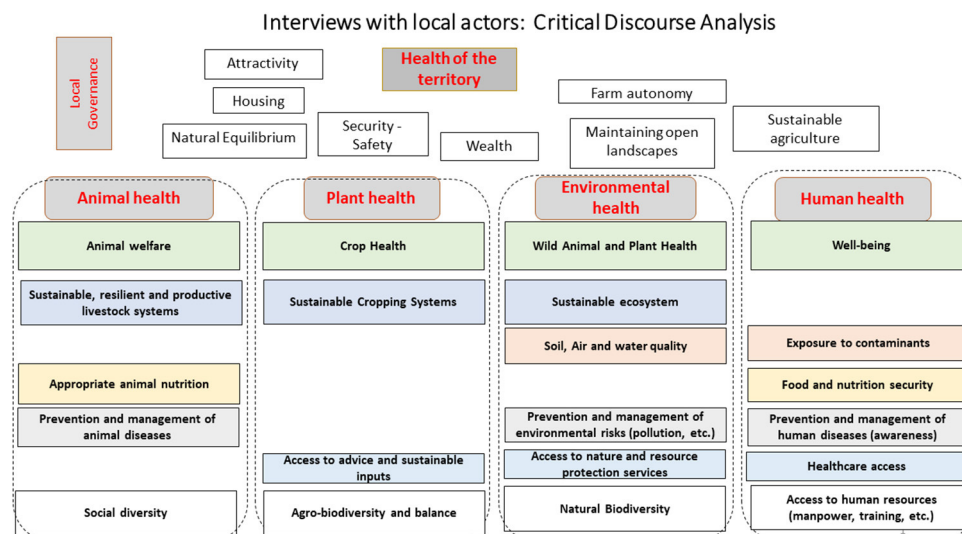 Interviews with local actors: Critical Discourse Analysis
Local
Governance
Attractivity
Housing
Natural Equilibrium
Health of the
territory
Security -
Safety
Wealth
Farm autonomy
Maintaining open
landscapes
Sustainable
agriculture
Animal health
Animal welfare
Sustainable, resilient and productive
livestock systems
Appropriate animal nutrition
Prevention and management of
animal diseases
Social diversity
Plant health
Crop Health
Sustainable Cropping Systems
Access to advice and sustainable
inputs
Agro-biodiversity and balance
Environmental
health
Wild Animal and Plant Health
Sustainable ecosystem
Soil, Air and water quality
Prevention and management of
environmental risks (pollution, etc.)
Access to nature and resource
protection services
Natural Biodiversity
Human health
Well-being
Exposure to contaminants
Food and nutrition security
Prevention and management of
human diseases (awareness)
Healthcare access
Access to human resources
(manpower, training, etc.)